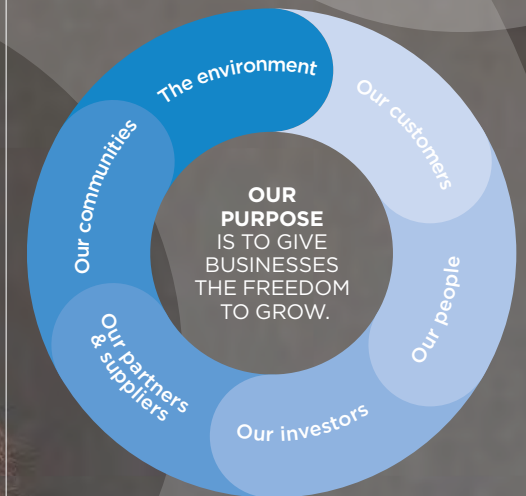 The environment
Our customers
Our people
Our investors
Our partners
& suppliers
Our communities
OUR
PURPOSE
IS TO GIVE
BUSINESSES
THE FREEDOM
TO GROW.